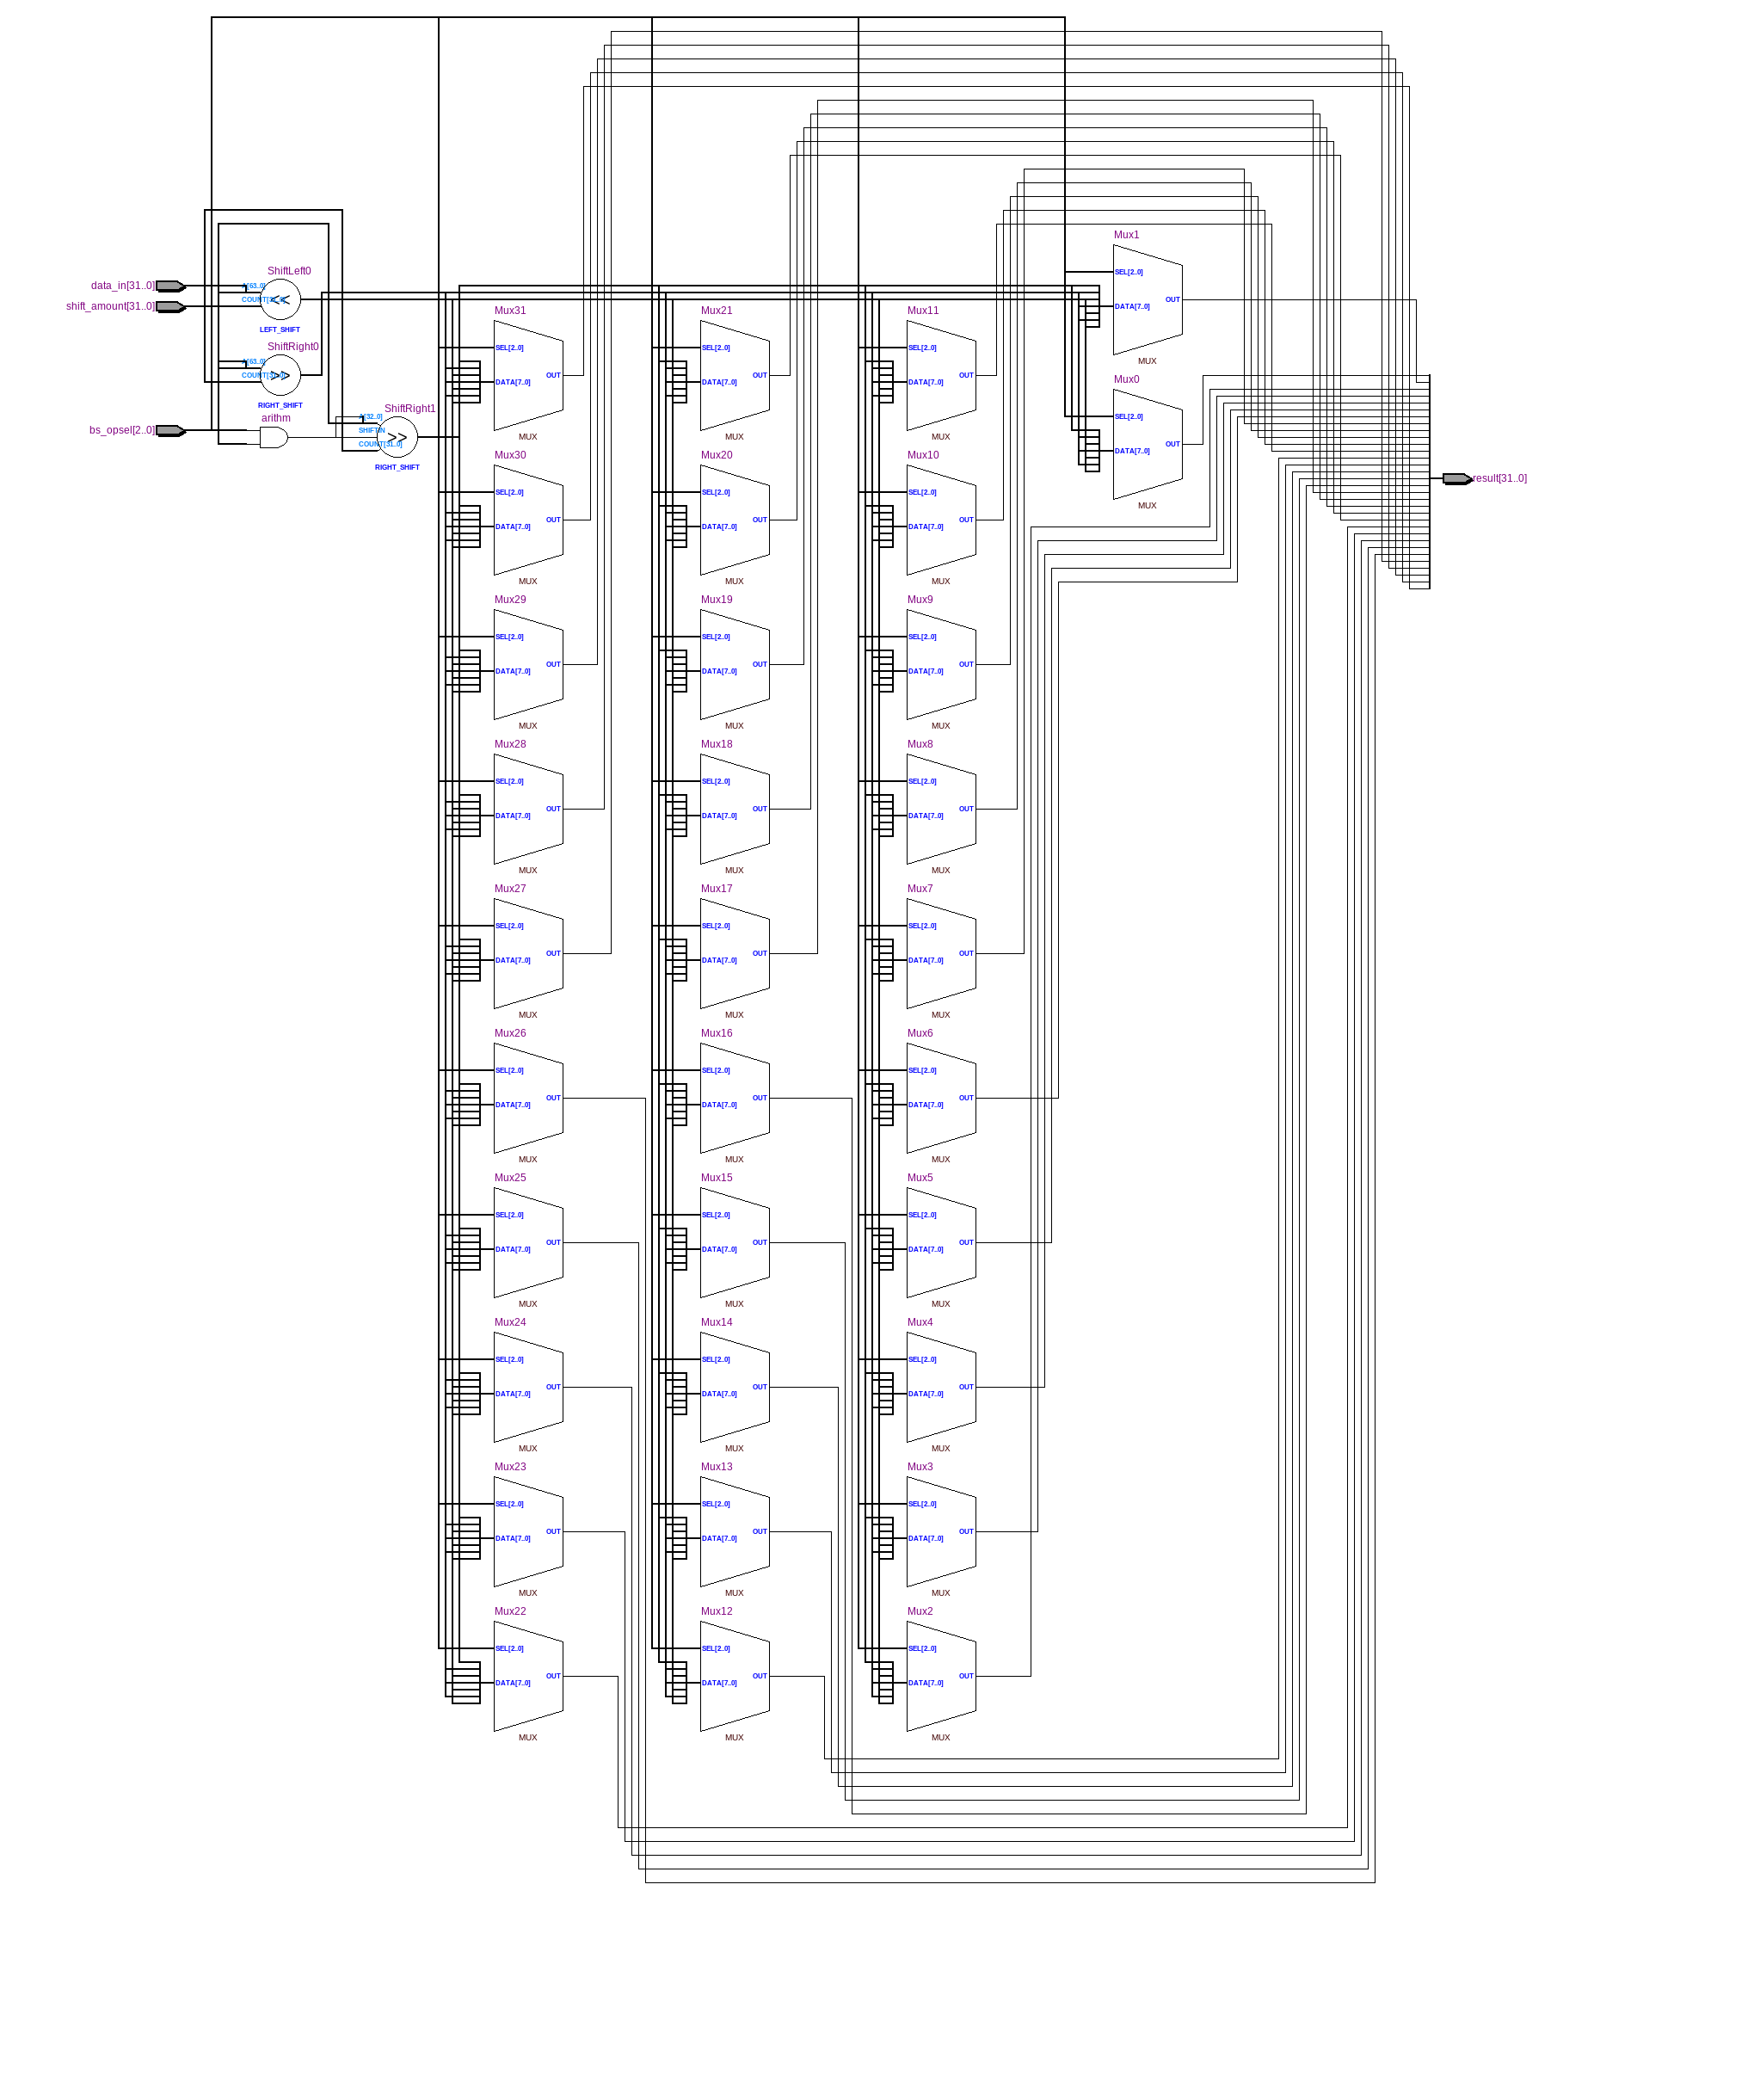 data_in[31..0]
shift_amount[31..0]
bs_opsel[2..0]
ShiftLeft0
<<
LEFT_SHIFT
ShiftRight0
>>
RIGHT_SHIFT
arithm
ShiftRight1
SHIFTIN
>>
RIGHT_SHIFT
Mux31
SEL[2..0]
DATA[7..0]
OUT
MUX
Mux30
SEL[2..0]
DATA[7..0]
OUT
MUX
Mux29
SEL[2..0]
DATA[7..0]
OUT
MUX
Mux28
SEL[2..0]
DATA[7..0]
OUT
MUX
Mux27
SEL[2..0]
DATA[7..0]
OUT
MUX
Mux26
SEL[2..0]
DATA[7..0]
OUT
MUX
Mux25
SEL[2..0]
DATA[7..0]
OUT
MUX
Mux24
SEL[2..0]
DATA[7..0]
OUT
MUX
Mux23
SEL[2..0]
DATA[7..0]
OUT
MUX
Mux22
SEL[2..0]
DATA[7..0]
OUT
MUX
Mux21
SEL[2..0]
DATA[7..0]
OUT
MUX
Mux20
SEL[2..0]
DATA[7..0]
OUT
MUX
Mux19
SEL[2..0]
DATA[7..0]
OUT
MUX
Mux18
SEL[2..0]
DATA[7..0]
OUT
MUX
Mux17
SEL[2..0]
DATA[7..0]
OUT
MUX
Mux16
SEL[2..0]
DATA[7..0]
OUT
MUX
Mux15
SEL[2..0]
DATA[7..0]
OUT
MUX
Mux14
SEL[2..0]
DATA[7..0]
OUT
MUX
Mux13
SEL[2..0]
DATA[7..0]
OUT
MUX
Mux12
SEL[2..0]
DATA[7..0]
OUT
MUX
Mux11
SEL[2..0]
DATA[7..0]
OUT
MUX
Mux10
SEL[2..0]
DATA[7..0]
OUT
MUX
Mux9
SEL[2..0]
DATA[7..0]
OUT
MUX
Mux8
SEL[2..0]
DATA[7..0]
OUT
MUX
Mux7
SEL[2..0]
DATA[7..0]
OUT
MUX
Mux6
SEL[2..0]
DATA[7..0]
OUT
MUX
Mux5
SEL[2..0]
DATA[7..0]
OUT
MUX
Mux4
SEL[2..0]
DATA[7..0]
OUT
MUX
Mux3
SEL[2..0]
DATA[7..0]
OUT
MUX
Mux2
SEL[2..0]
DATA[7..0]
OUT
MUX
Mux1
SEL[2..0]
DATA[7..0]
OUT
MUX
Mux0
SEL[2..0]
DATA[7..0]
OUT
MUX
result[31..0]